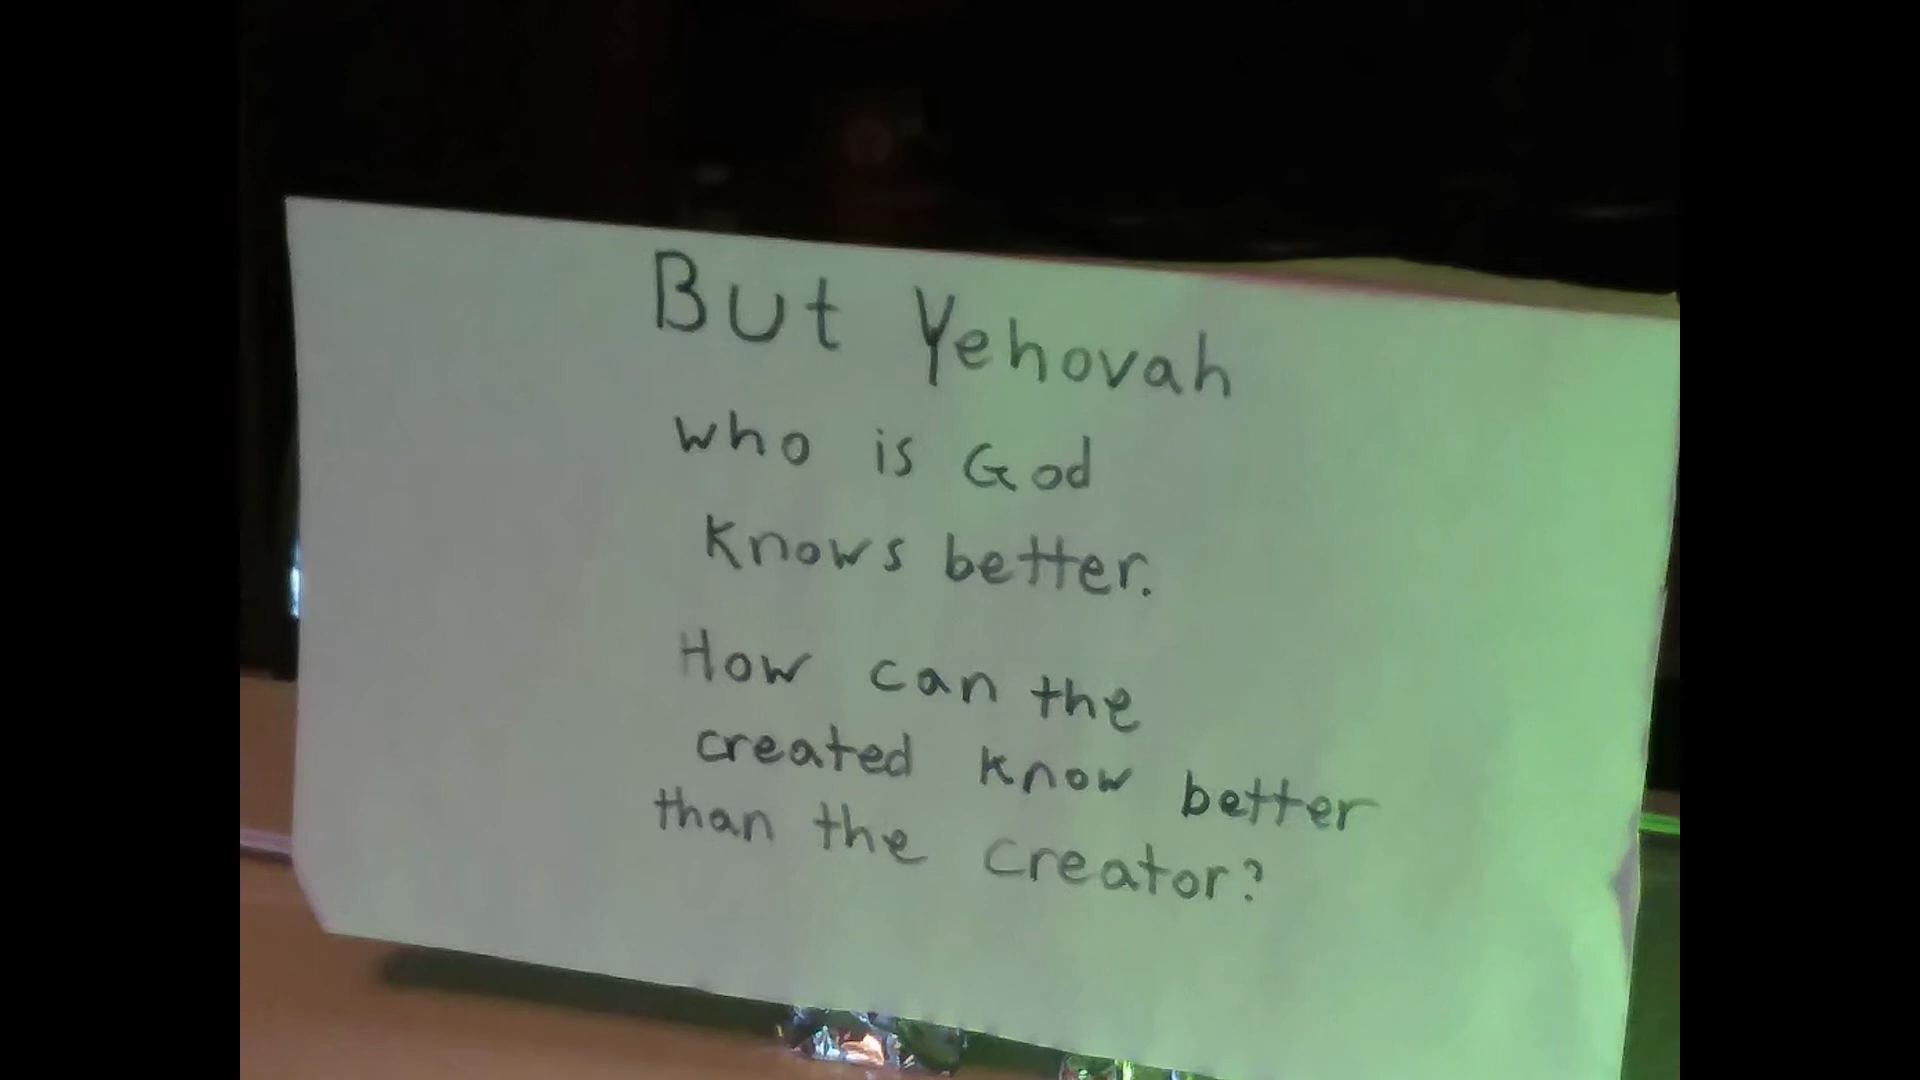 But Yehovah
who is God
knows better.
How can the
created know better
than the creator?